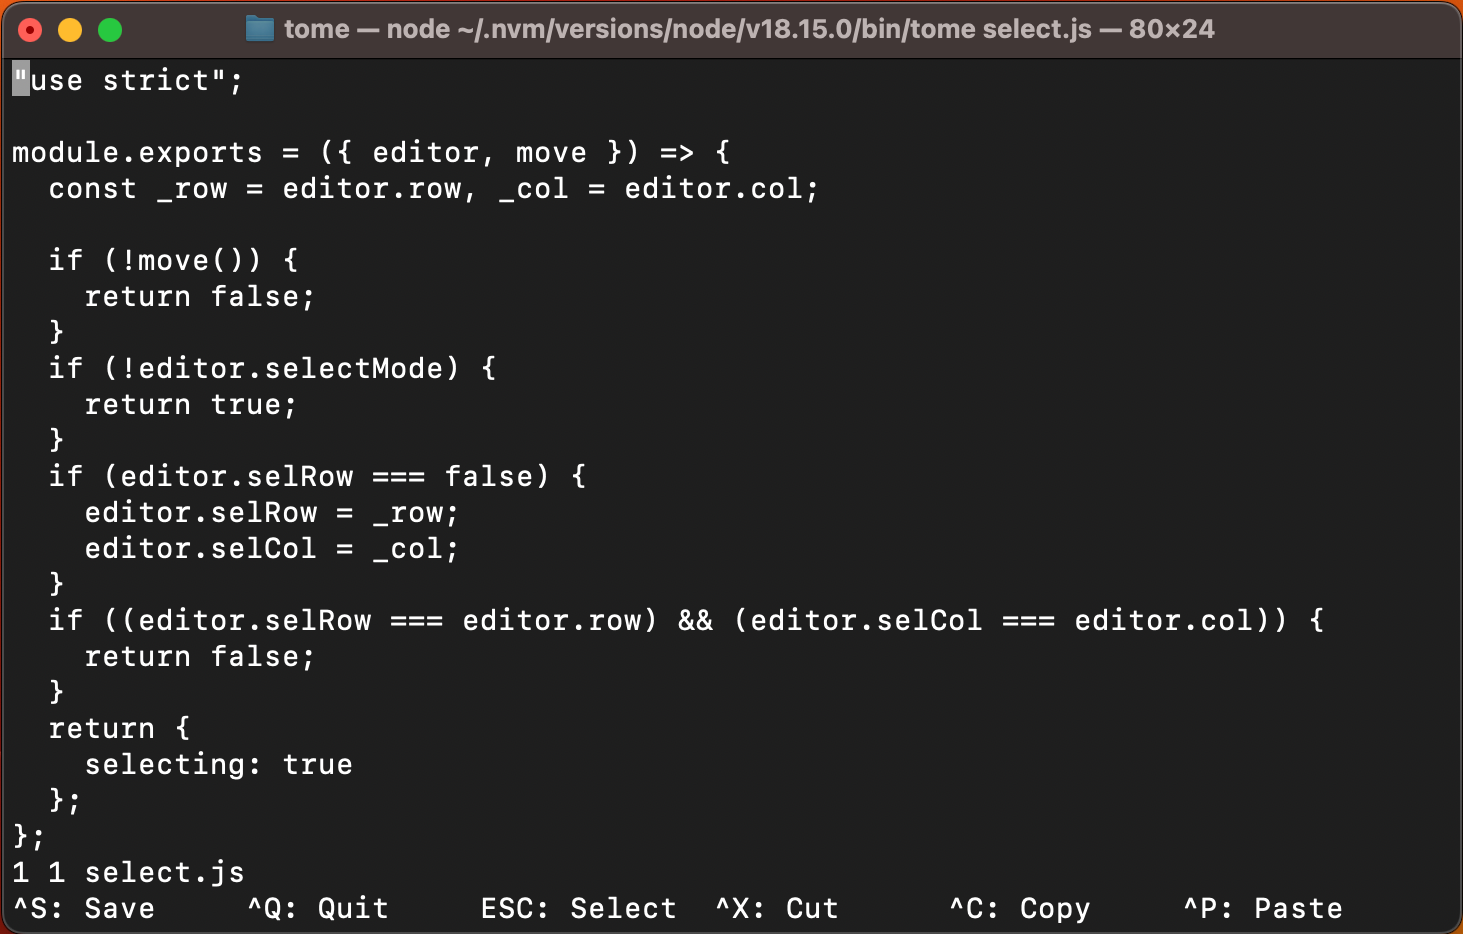 tome — node ~/.nvm/versions/node/v18.15.0/bin/tome select.js — 80×24
"use strict";
module.exports = ({ editor, move }) => {
  const _row = editor.row, _col = editor.col;
  if (!move()) {
    return false;
  }
  if (!editor.selectMode) {
    return true;
  }
  if (editor.selRow === false) {
    editor.selRow = _row;
    editor.selCol = _col;
  }
  if ((editor.selRow === editor.row) && (editor.selCol === editor.col)) {
    return false;
  }
  return {
    selecting: true
  };
};
1 1 select.js
^S: Save     ^Q: Quit     ESC: Select  ^X: Cut      ^C: Copy     ^P: Paste